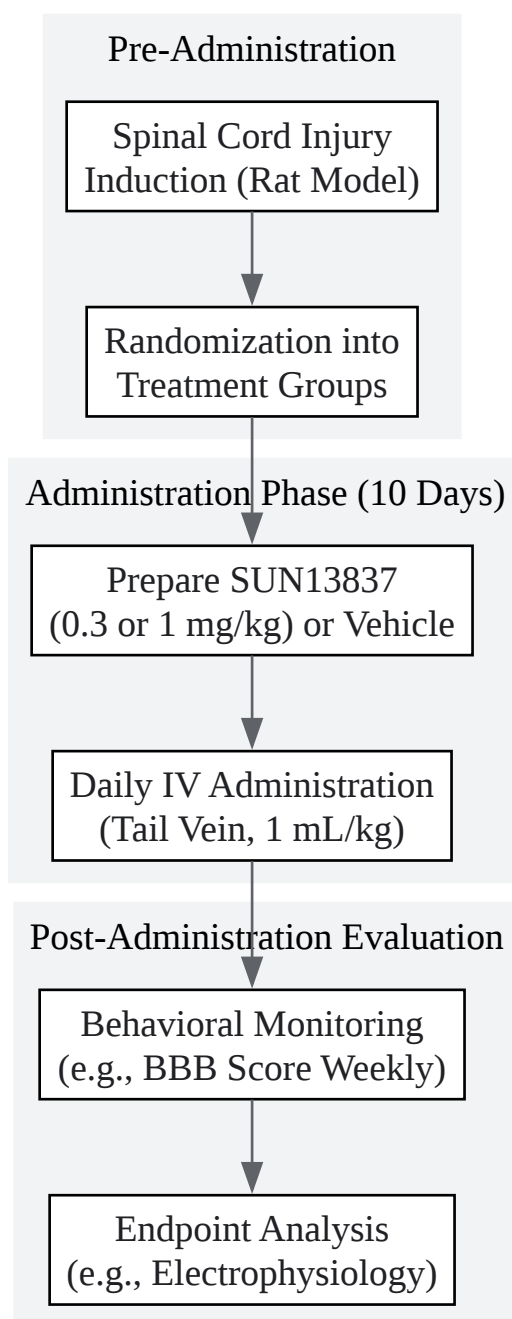 Pre-Administration
Spinal Cord Injury
Induction (Rat Model)
Randomization into
Treatment Groups
Administration Phase (10 Days)
Prepare SUN13837
(0.3 or 1 mg/kg) or Vehicle
Daily IV Administration
(Tail Vein, 1 mL/kg)
Post-Administration Evaluation
Behavioral Monitoring
(e.g., BBB Score Weekly)
Endpoint Analysis
(e.g., Electrophysiology)